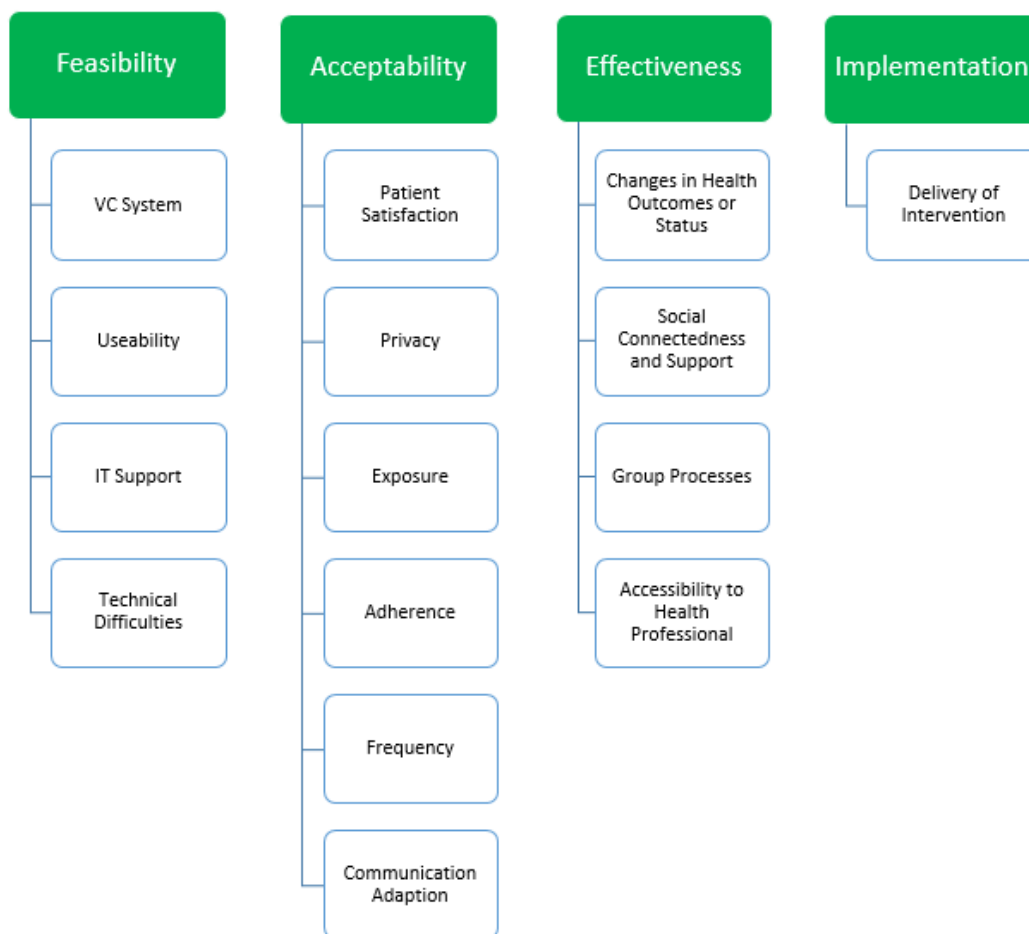 Feasibility
VC System
Useability
IT Support
Technical
Difficulties
Acceptability
Patient
Satisfaction
Privacy
Exposure
Adherence
Frequency
Communication
Adaption
Effectiveness
Changes in Health
Outcomes or
Status
Social
Connectedness
and Support
Group Processes
Accessibility to
Health
Professional
Implementation
Delivery of
Intervention